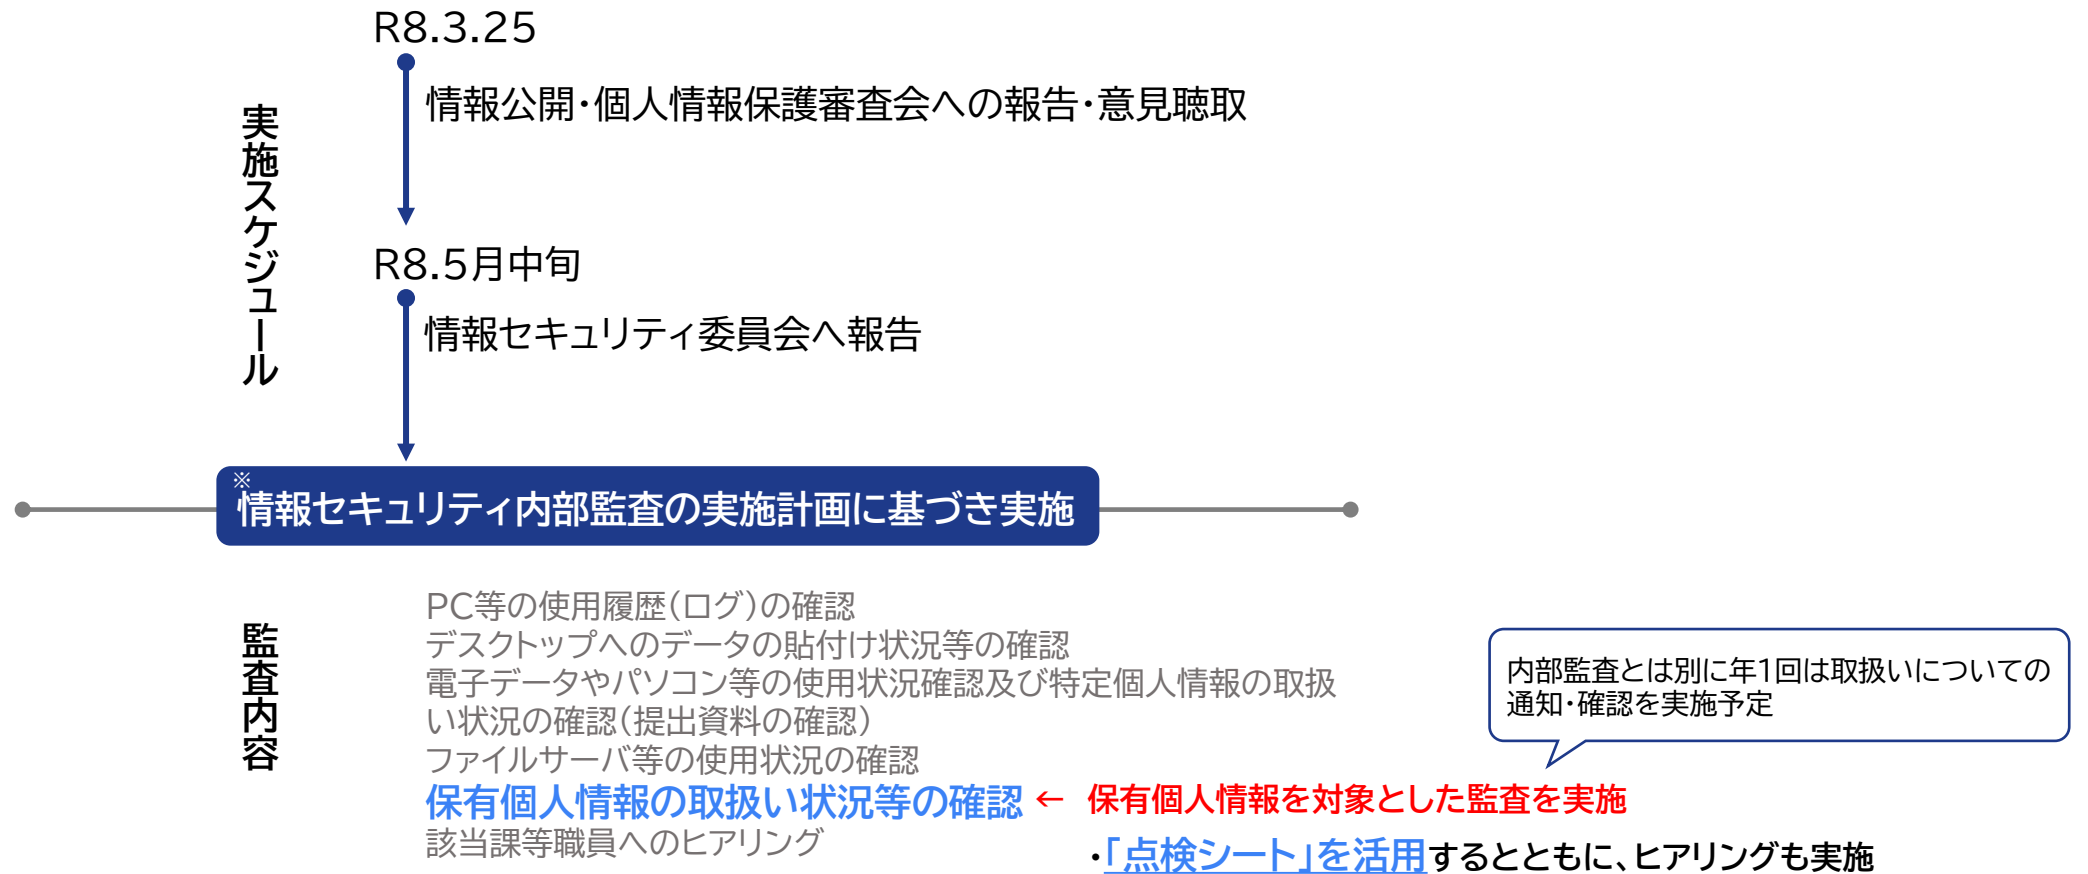 実施スケジュール
R8.3.25
情報公開・個人情報保護審査会への報告・意見聴取
R8.5月中旬
情報セキュリティ委員会へ報告
※
情報セキュリティ内部監査の実施計画に基づき実施
監査内容
PC等の使用履歴（ログ）の確認
デスクトップへのデータの貼付け状況等の確認
電子データやパソコン等の使用状況確認及び特定個人情報の取扱
い状況の確認（提出資料の確認）
ファイルサーバ等の使用状況の確認
保有個人情報の取扱い状況等の確認 ← 保有個人情報を対象とした監査を実施
該当課等職員へのヒアリング
・「点検シート」を活用するとともに、ヒアリングも実施
内部監査とは別に年1回は取扱いについての
通知・確認を実施予定